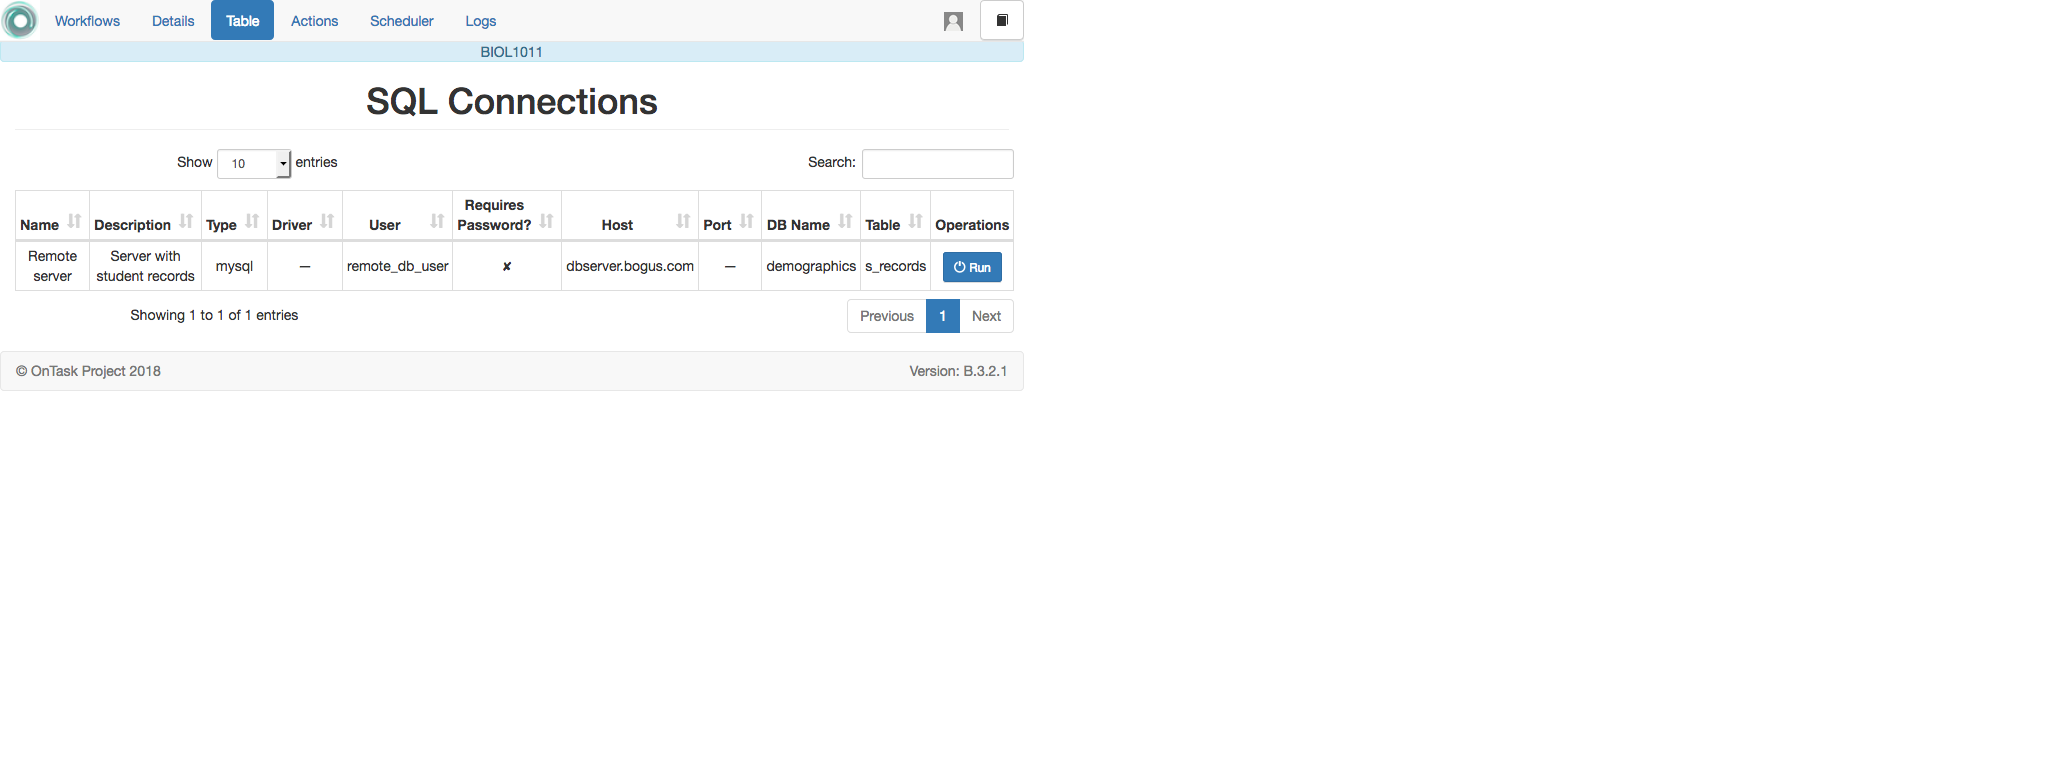 Workflows Details Table Actions Scheduler Logs
BIOL1011
SQL Connections
Show 10 entries Search:
Name Description Type Driver User Requires Password? Host Port DB Name Table Operations
Remote server Server with student records mysql — remote_db_user ✘ dbserver.bogus.com — demographics s_records Run
Showing 1 to 1 of 1 entries Previous 1 Next
© OnTask Project 2018 Version: B.3.2.1